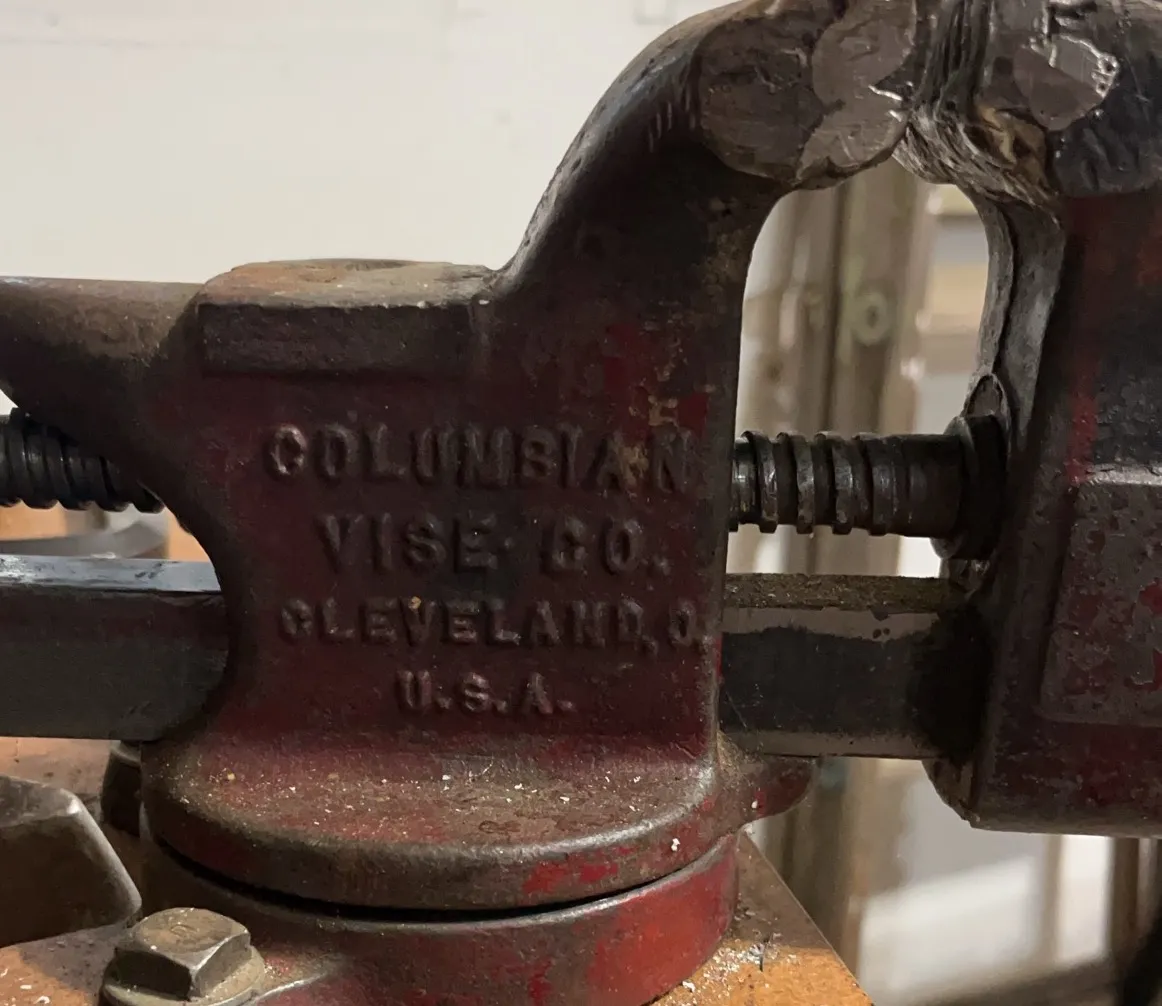 COLUMBIAN
VISE CO.
CLEVELAND, O.
U.S.A.